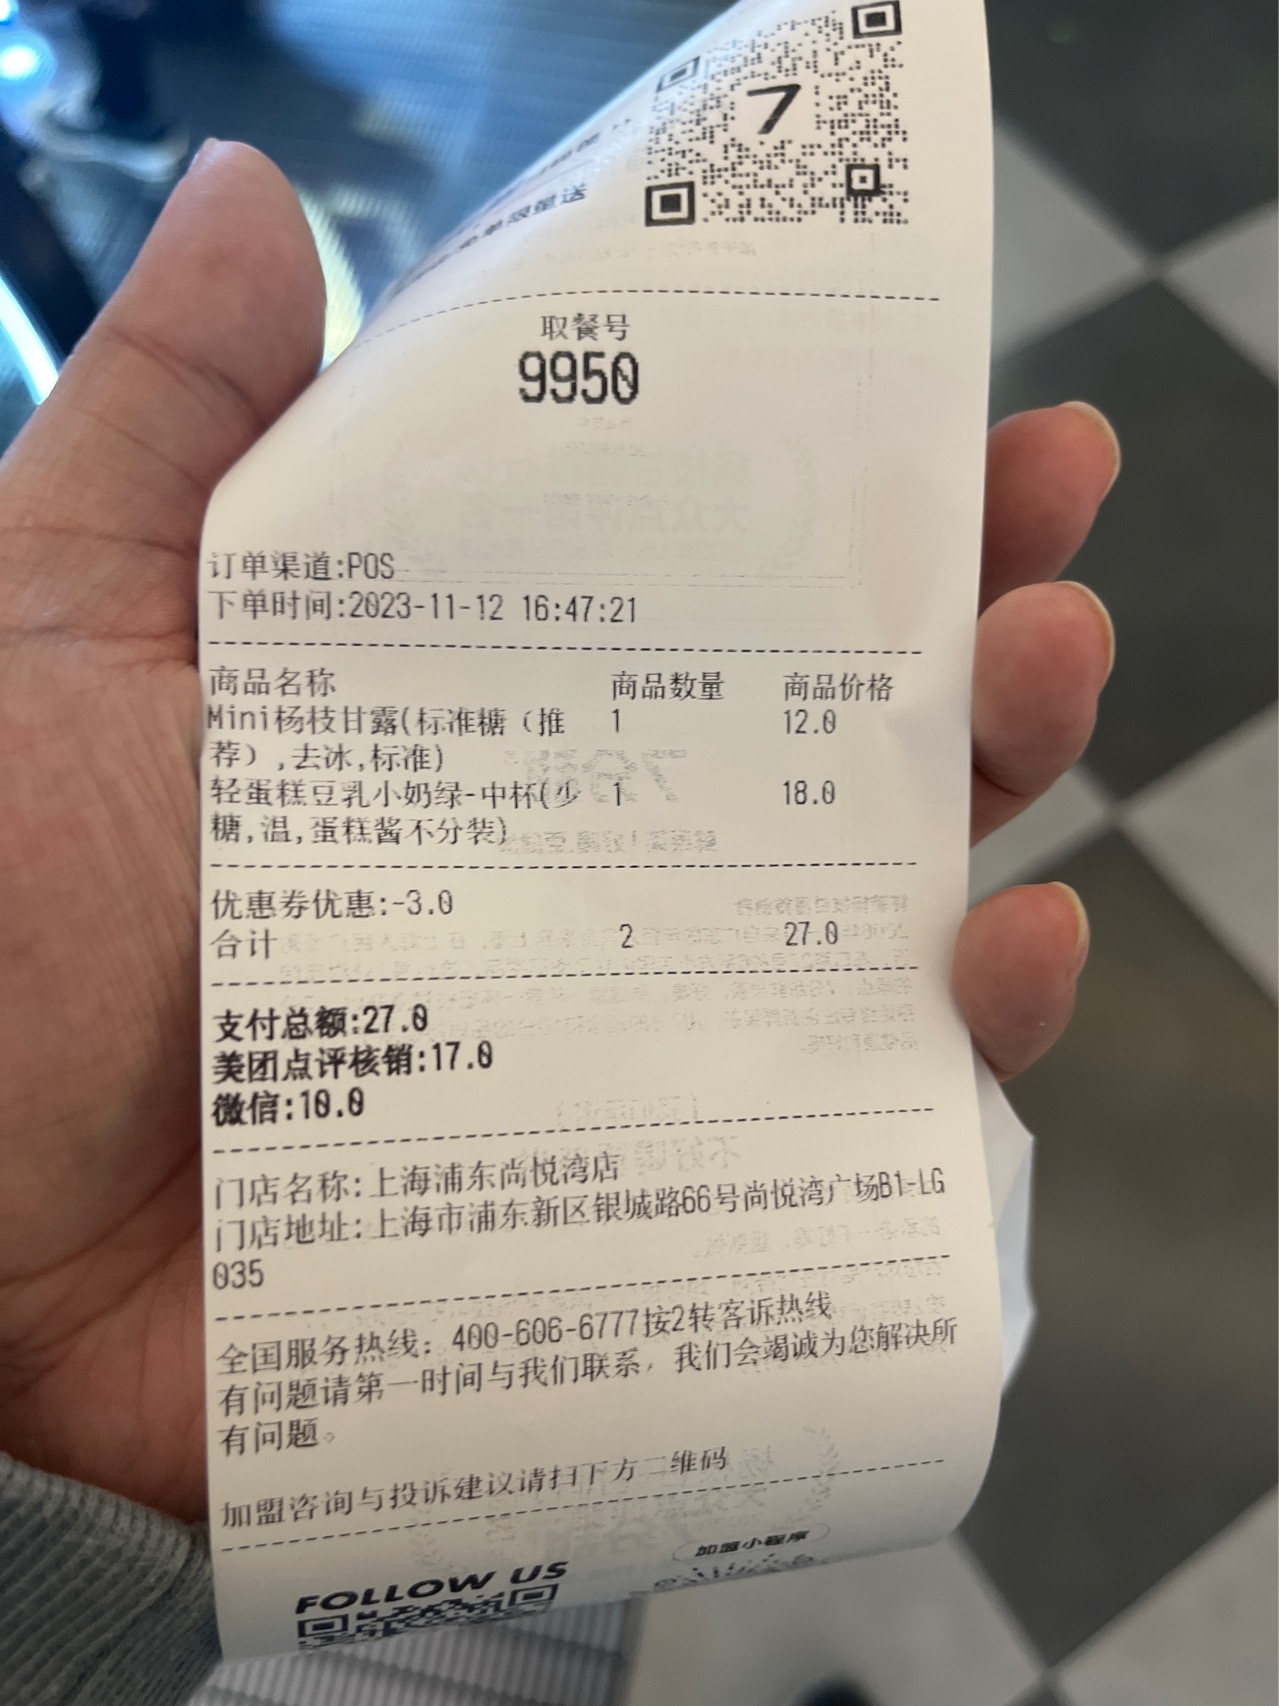 7
单限量送
取餐号
9950
订单渠道:POS
下单时间:2023-11-12 16:47:21
商品名称 商品数量 商品价格
Mini杨枝甘露(标准糖（推 1 12.0
荐）,去冰,标准)
轻蛋糕豆乳小奶绿-中杯(少 1 18.0
糖,温,蛋糕酱不分装)
优惠券优惠:-3.0
合计 2 27.0
支付总额:27.0
美团点评核销:17.0
微信:10.0
门店名称:上海浦东尚悦湾店
门店地址:上海市浦东新区银城路66号尚悦湾广场B1-LG
035
全国服务热线：400-606-6777按2转客诉热线
有问题请第一时间与我们联系，我们会竭诚为您解决所
有问题。
加盟咨询与投诉建议请扫下方二维码
FOLLOW US 加盟小程序